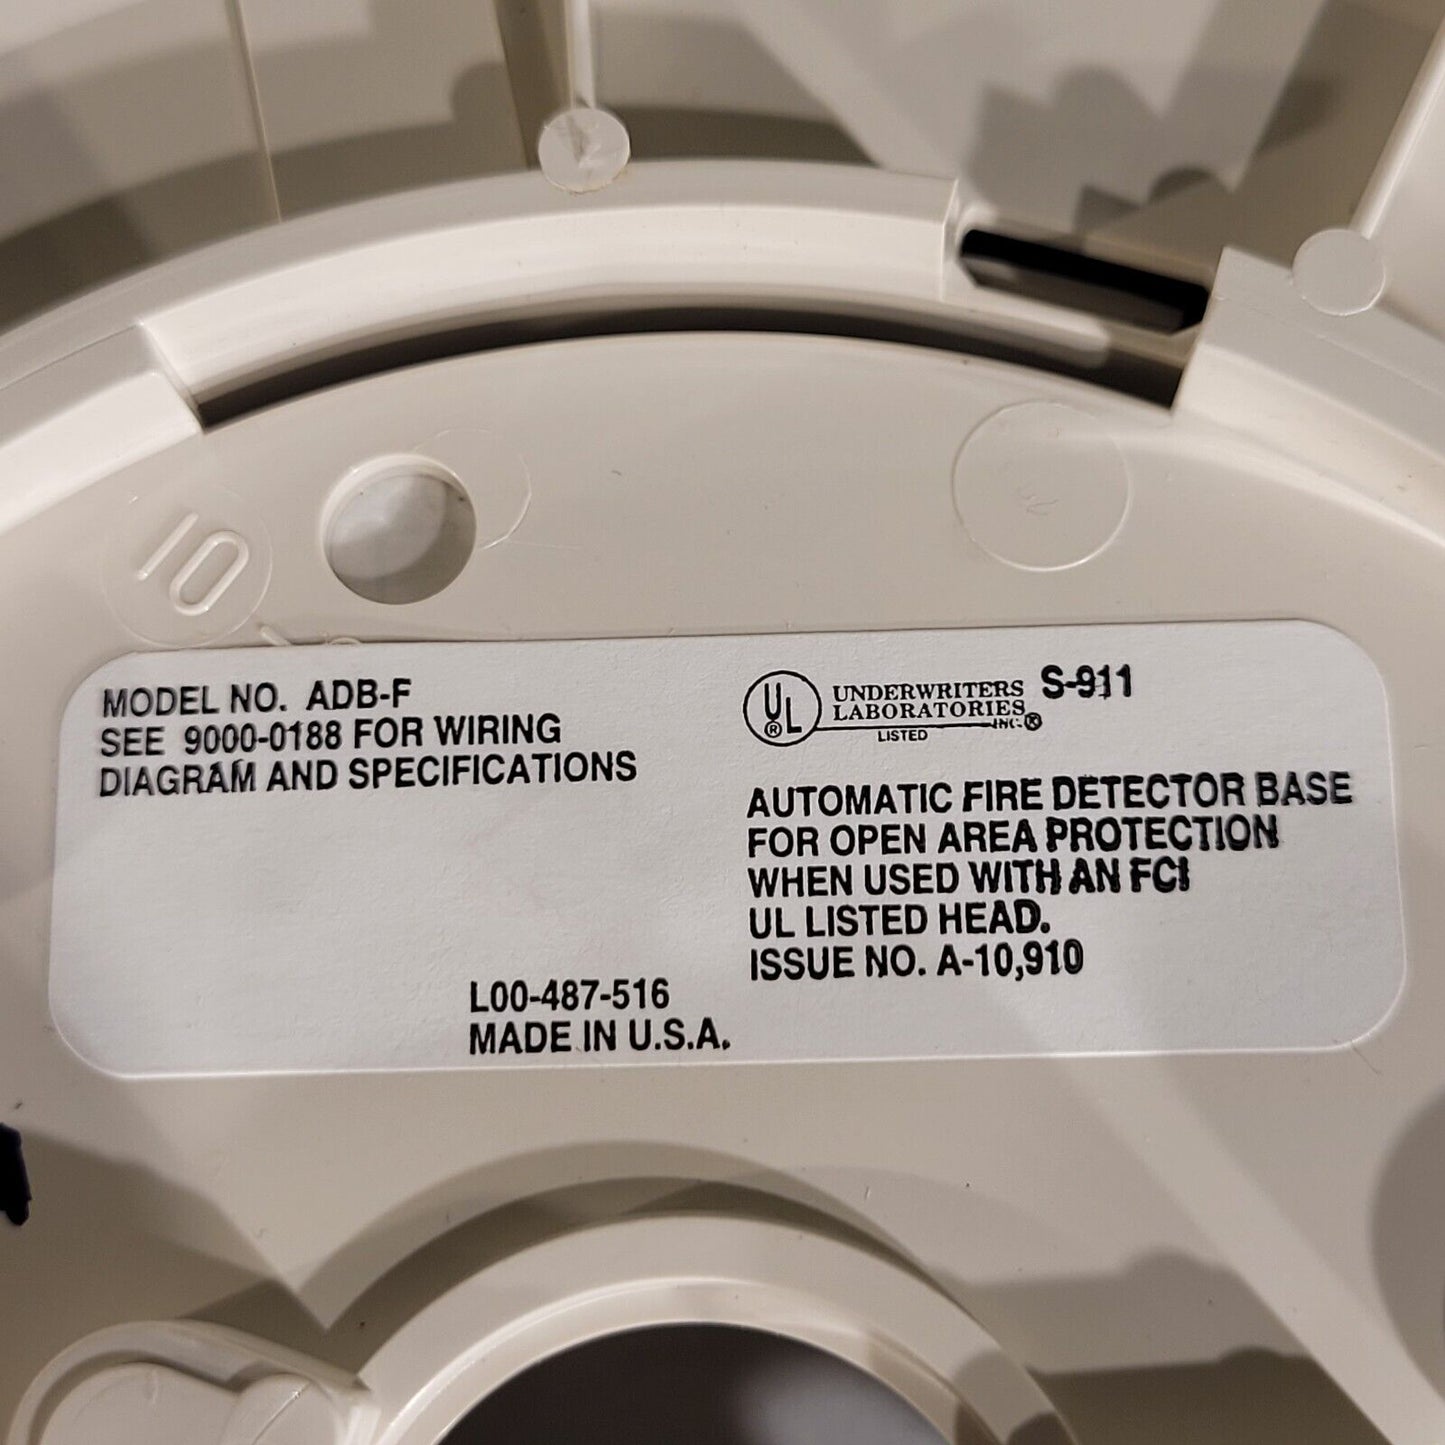 10
MODEL NO. ADB-F
SEE 9000-0188 FOR WIRING
DIAGRAM AND SPECIFICATIONS
L00-487-516
MADE IN U.S.A.
UL®
UNDERWRITERS
LABORATORIES
INC.®
LISTED
S-911
AUTOMATIC FIRE DETECTOR BASE
FOR OPEN AREA PROTECTION
WHEN USED WITH AN FCI
UL LISTED HEAD.
ISSUE NO. A-10,910